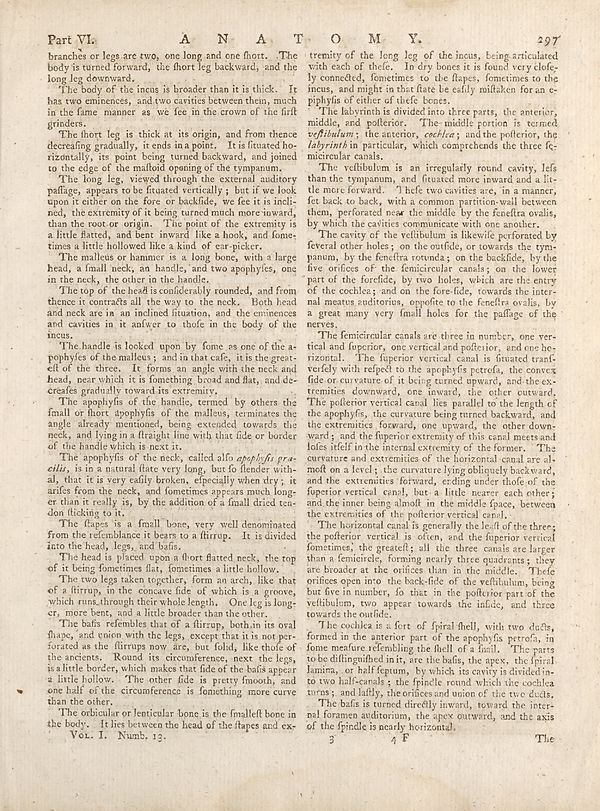 Part VI. A N A T O M Y. 297
branches or legs are two, one long and one ſhort. The
body is turned forward, the ſhort leg backward, and the
long leg downward.
The body of the incus is broader than it is thick. It
has two eminences, and two cavities between them, much
in the ſame manner as we ſee in the crown of the firſt
grinders.
The ſhort leg is thick at its origin, and from thence
decreaſing gradually, it ends in a point. It is ſituated ho-
rizontally, its point being turned backward, and joined
to the edge of the maſtoid opening of the tympanum.
The long leg, viewed through the external auditory
paſſage, appears to be ſituated vertically; but if we look
upon it either on the fore or backſide, we ſee it is incli-
ned, the extremity of it being turned much more inward,
than the root or origin. The point of the extremity is
a little flatted, and bent inward like a hook, and ſome-
times a little hollowed like a kind of ear-picker.
The malleus or hammer is a long bone, with a large
head, a ſmall neck, an handle, and two apophyſes, one
in the neck, the other in the handle.
The top of the head is conſiderably rounded, and from
thence it contracts all the way to the neck. Both head
and neck are in an inclined ſituation, and the eminences
and cavities in it anſwer to thoſe in the body of the
incus.
The handle is looked upon by ſome as one of the a-
pophyſes of the malleus; and in that caſe, it is the great-
eſt of the three. It forms an angle with the neck and
head, near which it is ſomething broad and flat, and de-
creaſes gradually toward its extremity.
The apophyſis of the handle, termed by others the
ſmall or ſhort apophyſis of the malleus, terminates the
angle already mentioned, being extended towards the
neck, and lying in a ſtraight line with that ſide or border
of the handle which is next it.
The apophyſis of the neck, called alſo apophyſis gra-
cilis, is in a natural ſtate very long, but ſo ſlender with-
al, that it is very eaſily broken, eſpecially when dry; it
ariſes from the neck, and ſometimes appears much long-
er than it really is, by the addition of a ſmall dried ten-
don ſticking to it.
The ſtapes is a ſmall bone, very well denominated
from the reſemblance it bears to a ſtirrup. It is divided
into the head, legs, and baſis.
The head is placed upon a ſhort flatted neck, the top
of it being ſometimes flat, ſometimes a little hollow.
The two legs taken together, form an arch, like that
of a ſtirrup, in the concave ſide of which is a groove,
which runs through their whole length. One leg is long-
er, more bent, and a little broader than the other.
The baſis reſembles that of a ſtirrup, both in its oval
ſhape, and union with the legs, except that it is not per-
forated as the ſtirrups now are, but ſolid, like thoſe of
the ancients. Round its circumference, next the legs,
is a little border, which makes that ſide of the baſis appear
a little hollow. The other ſide is pretty ſmooth, and
one half of the circumference is ſomething more curve
than the other.
The orbicular or lenticular bone is the ſmalleſt bone in
the body. It lies between the head of the ſtapes and ex-
VOL. I. Numb. 13.
tremity of the long leg of the incus, being articulated
with each of theſe. In dry bones it is found very cloſe-
ly connected, ſometimes to the ſtapes, ſometimes to the
incus, and might in that ſtate be eaſily miſtaken for an e-
piphyſis of either of theſe bones.
The labyrinth is divided into three parts, the anterior,
middle, and poſterior. The middle portion is termed
veſtibulum; the anterior, cochlea; and the poſterior, the
labyrinth in particular, which comprehends the three ſe-
micircular canals.
The veſtibulum is an irregularly round cavity, leſs
than the tympanum, and ſituated more inward and a lit-
tle more forward. Theſe two cavities are, in a manner,
ſet back to back, with a common partition-wall between
them, perforated near the middle by the feneſtra ovalis,
by which the cavities communicate with one another.
The cavity of the veſtibulum is likewiſe perforated by
ſeveral other holes; on the outſide, or towards the tym-
panum, by the feneſtra rotunda; on the backſide, by the
five orifices of the ſemicircular canals; on the lower
part of the foreſide, by two holes, which are the entry
of the cochlea; and on the fore-ſide, towards the inter-
nal meatus auditorius, oppoſite to the feneſtra ovalis, by
a great many very ſmall holes for the paſſage of the
nerves.
The ſemicircular canals are three in number, one ver-
tical and ſuperior, one vertical and poſterior, and one ho-
rizontal. The ſuperior vertical canal is ſituated tranſ-
verſely with reſpect to the apophyſis petroſa, the convex
ſide or curvature of it being turned upward, and the ex-
tremities downward, one inward, the other outward.
The poſterior vertical canal lies parallel to the length of
the apophyſis, the curvature being turned backward, and
the extremities forward, one upward, the other down-
ward; and the ſuperior extremity of this canal meets and
loſes itſelf in the internal extremity of the former. The
curvature and extremities of the horizontal canal are al-
moſt on a level; the curvature lying obliquely backward,
and the extremities forward, ending under thoſe of the
ſuperior vertical canal, but a little nearer each other;
and the inner being almoſt in the middle ſpace, between
the extremities of the poſterior vertical canal.
The horizontal canal is generally the leaſt of the three;
the poſterior vertical is often, and the ſuperior vertical
ſometimes, the greateſt; all the three canals are larger
than a ſemicircle, forming nearly three quadrants; they
are broader at the orifices than in the middle. Theſe
orifices open into the back-ſide of the veſtibulum, being
but five in number, ſo that in the poſterior part of the
veſtibulum, two appear towards the inſide, and three
towards the outſide.
The cochlea is a ſort of ſpiral ſhell, with two ducts,
formed in the anterior part of the apophyſis petroſa, in
ſome meaſure reſembling the ſhell of a ſnail. The parts
to be diſtinguiſhed in it, are the baſis, the apex, the ſpiral
lamina, or half ſeptum, by which its cavity is divided in-
to two half-canals; the ſpindle round which the cochlea
turns; and laſtly, the orifices and union of the two ducts.
The baſis is turned directly inward, toward the inter-
nal foramen auditorium, the apex outward, and the axis
of the ſpindle is nearly horizontal.
3 4 F The